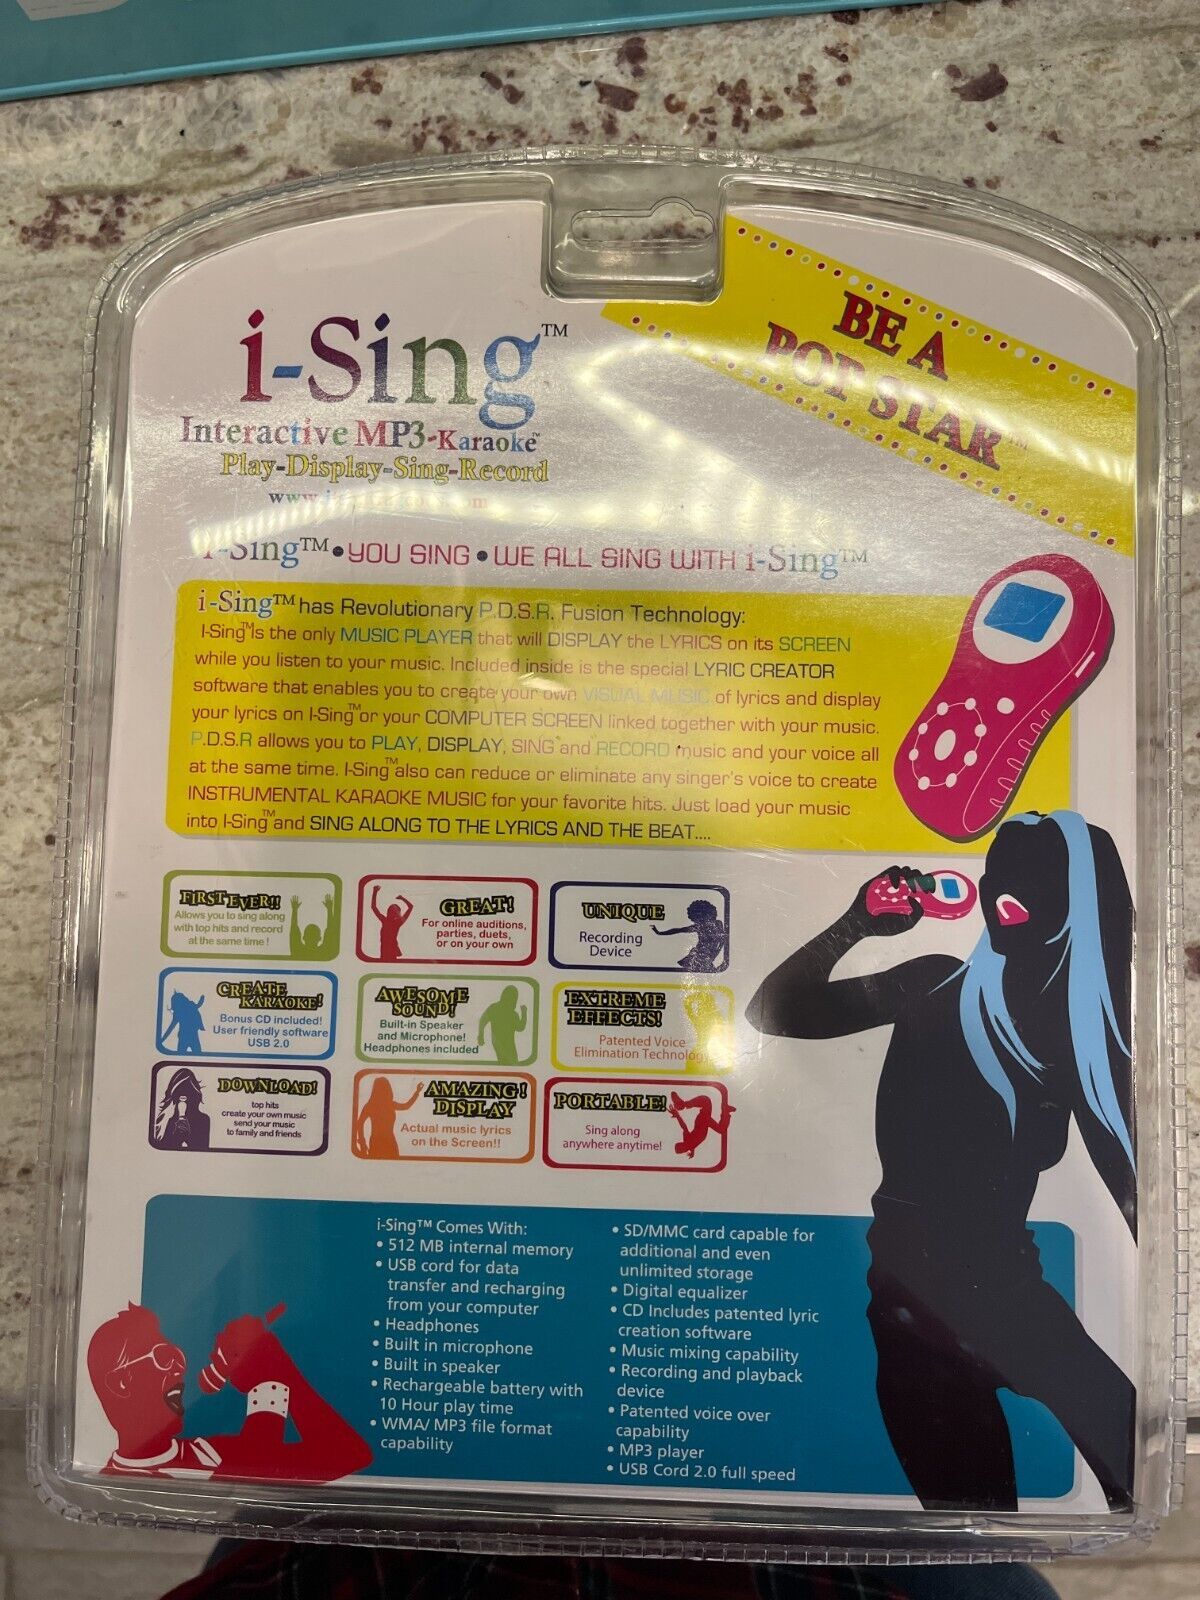 BE A
POP STAR™
i-Sing™
Interactive MP3-Karaoke™
Play-Display-Sing-Record
i-Sing™•YOU SING•WE ALL SING WITH i-Sing™
i-Sing™ has Revolutionary P.D.S.R. Fusion Technology:
I-Sing™is the only MUSIC PLAYER that will DISPLAY the LYRICS on its SCREEN
while you listen to your music. Included inside is the special LYRIC CREATOR
software that enables you to create your own VISUAL MUSIC of lyrics and display
your lyrics on I-Sing™or your COMPUTER SCREEN linked together with your music.
P.D.S.R allows you to PLAY, DISPLAY, SING and RECORD music and your voice all
at the same time. I-Sing™also can reduce or eliminate any singer's voice to create
INSTRUMENTAL KARAOKE MUSIC for your favorite hits. Just load your music
into I-Sing™and SING ALONG TO THE LYRICS AND THE BEAT....
FIRST EVER!!
Allows you to sing along
with top hits and record
at the same time !
GREAT!
For online auditions,
parties, duets,
or on your own
UNIQUE
Recording
Device
CREATE
KARAOKE!
Bonus CD included!
User friendly software
USB 2.0
AWESOME
SOUND!
Built-in Speaker
and Microphone!
Headphones included
EXTREME
EFFECTS!
Patented Voice
Elimination Technology
DOWNLOAD!
top hits
create your own music
send your music
to family and friends
AMAZING !
DISPLAY
Actual music lyrics
on the Screen!!
PORTABLE!
Sing along
anywhere anytime!
i-Sing™ Comes With:
• 512 MB internal memory
• USB cord for data
transfer and recharging
from your computer
• Headphones
• Built in microphone
• Built in speaker
• Rechargeable battery with
10 Hour play time
• WMA/ MP3 file format
capability
• SD/MMC card capable for
additional and even
unlimited storage
• Digital equalizer
• CD Includes patented lyric
creation software
• Music mixing capability
• Recording and playback
device
• Patented voice over
capability
• MP3 player
• USB Cord 2.0 full speed